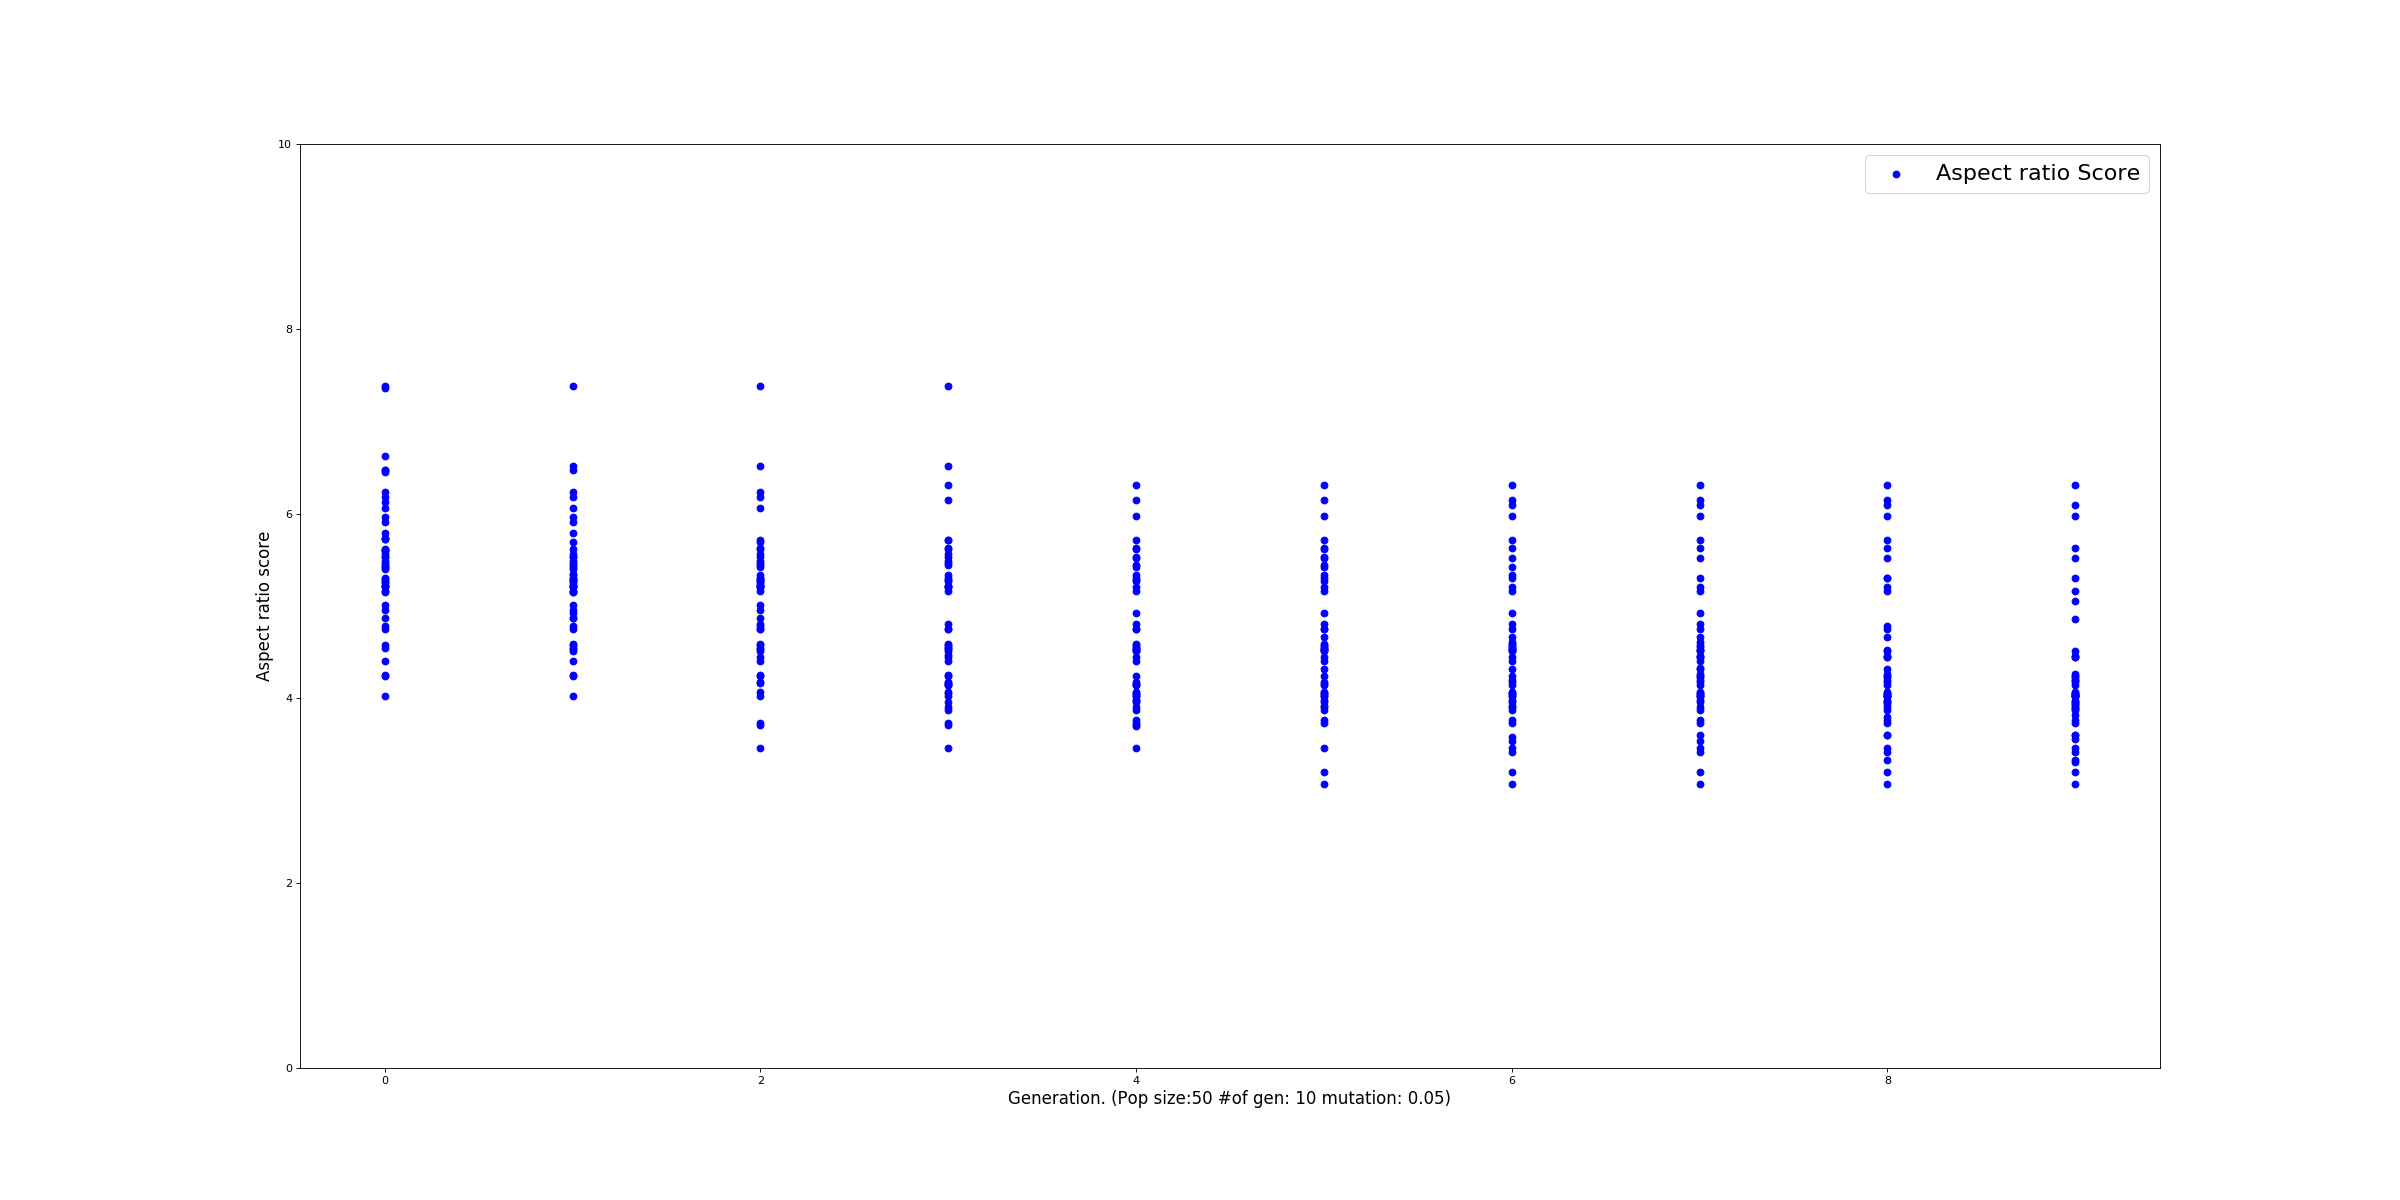 10
Aspect ratio Score
8
6
Aspect ratio score
4
2
0
0 2 4 6 8
Generation. (Pop size:50 #of gen: 10 mutation: 0.05)